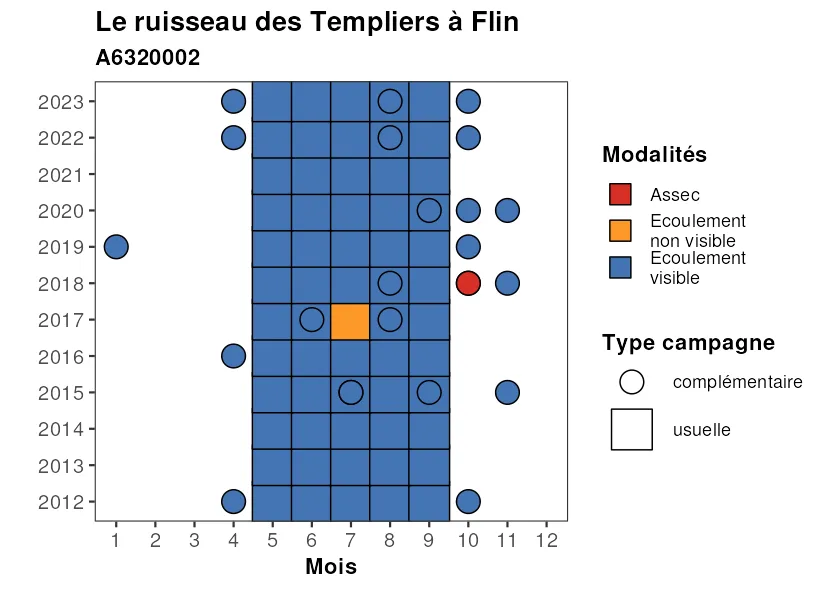 Le ruisseau des Templiers à Flin
A6320002
2023
2022
2021
2020
2019
2018
2017
2016
2015
2014
2013
2012
1 2 3 4 5 6 7 8 9 10 11 12
Mois
Modalités
Assec
Ecoulement
non visible
Ecoulement
visible
Type campagne
complémentaire
usuelle